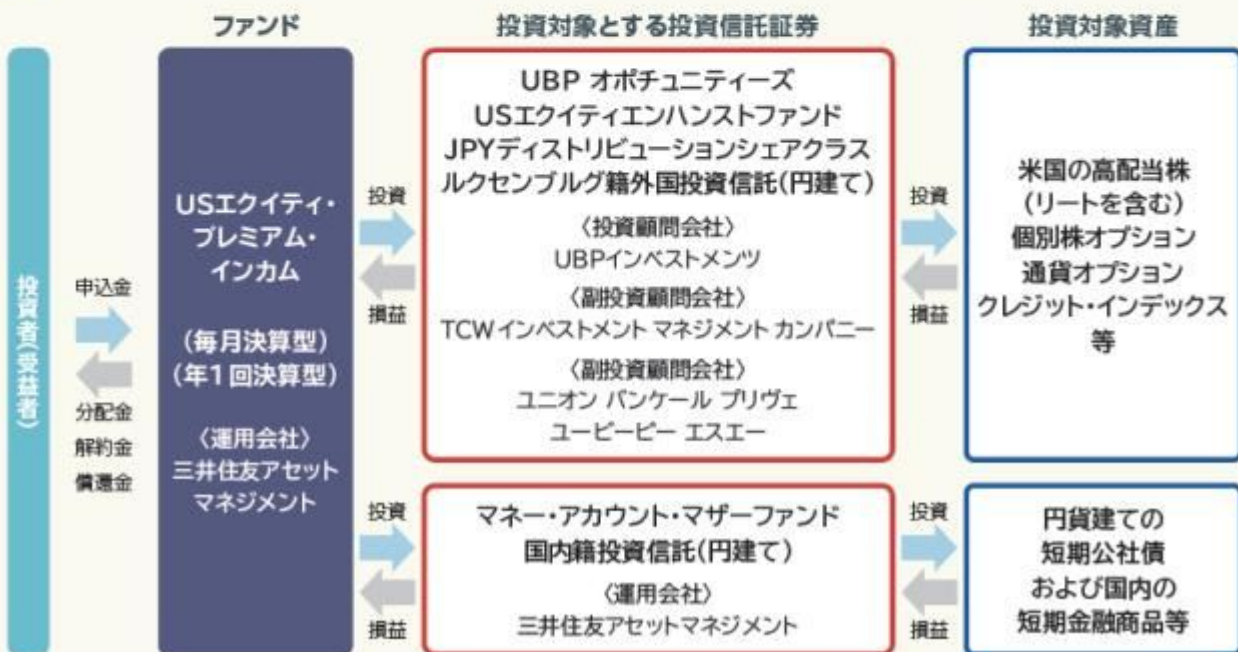 ファンド
投資対象とする投資信託証券
投資対象資産
投資者(受益者)
申込金
分配金
解約金
償還金
USエクイティ・
プレミアム・
インカム
(毎月決算型)
(年1回決算型)
〈運用会社〉
三井住友アセット
マネジメント
投資
損益
UBP オポチュニティーズ
USエクイティエンハンストファンド
JPYディストリビューションシェアクラス
ルクセンブルグ籍外国投資信託(円建て)
〈投資顧問会社〉
UBPインベストメンツ
〈副投資顧問会社〉
TCWインベストメント マネジメント カンパニー
〈副投資顧問会社〉
ユニオン バンケール プリヴェ
ユービーピー エスエー
投資
損益
米国の高配当株
(リートを含む)
個別株オプション
通貨オプション
クレジット・インデックス
等
投資
損益
マネー・アカウント・マザーファンド
国内籍投資信託(円建て)
〈運用会社〉
三井住友アセットマネジメント
投資
損益
円貨建ての
短期公社債
および国内の
短期金融商品等